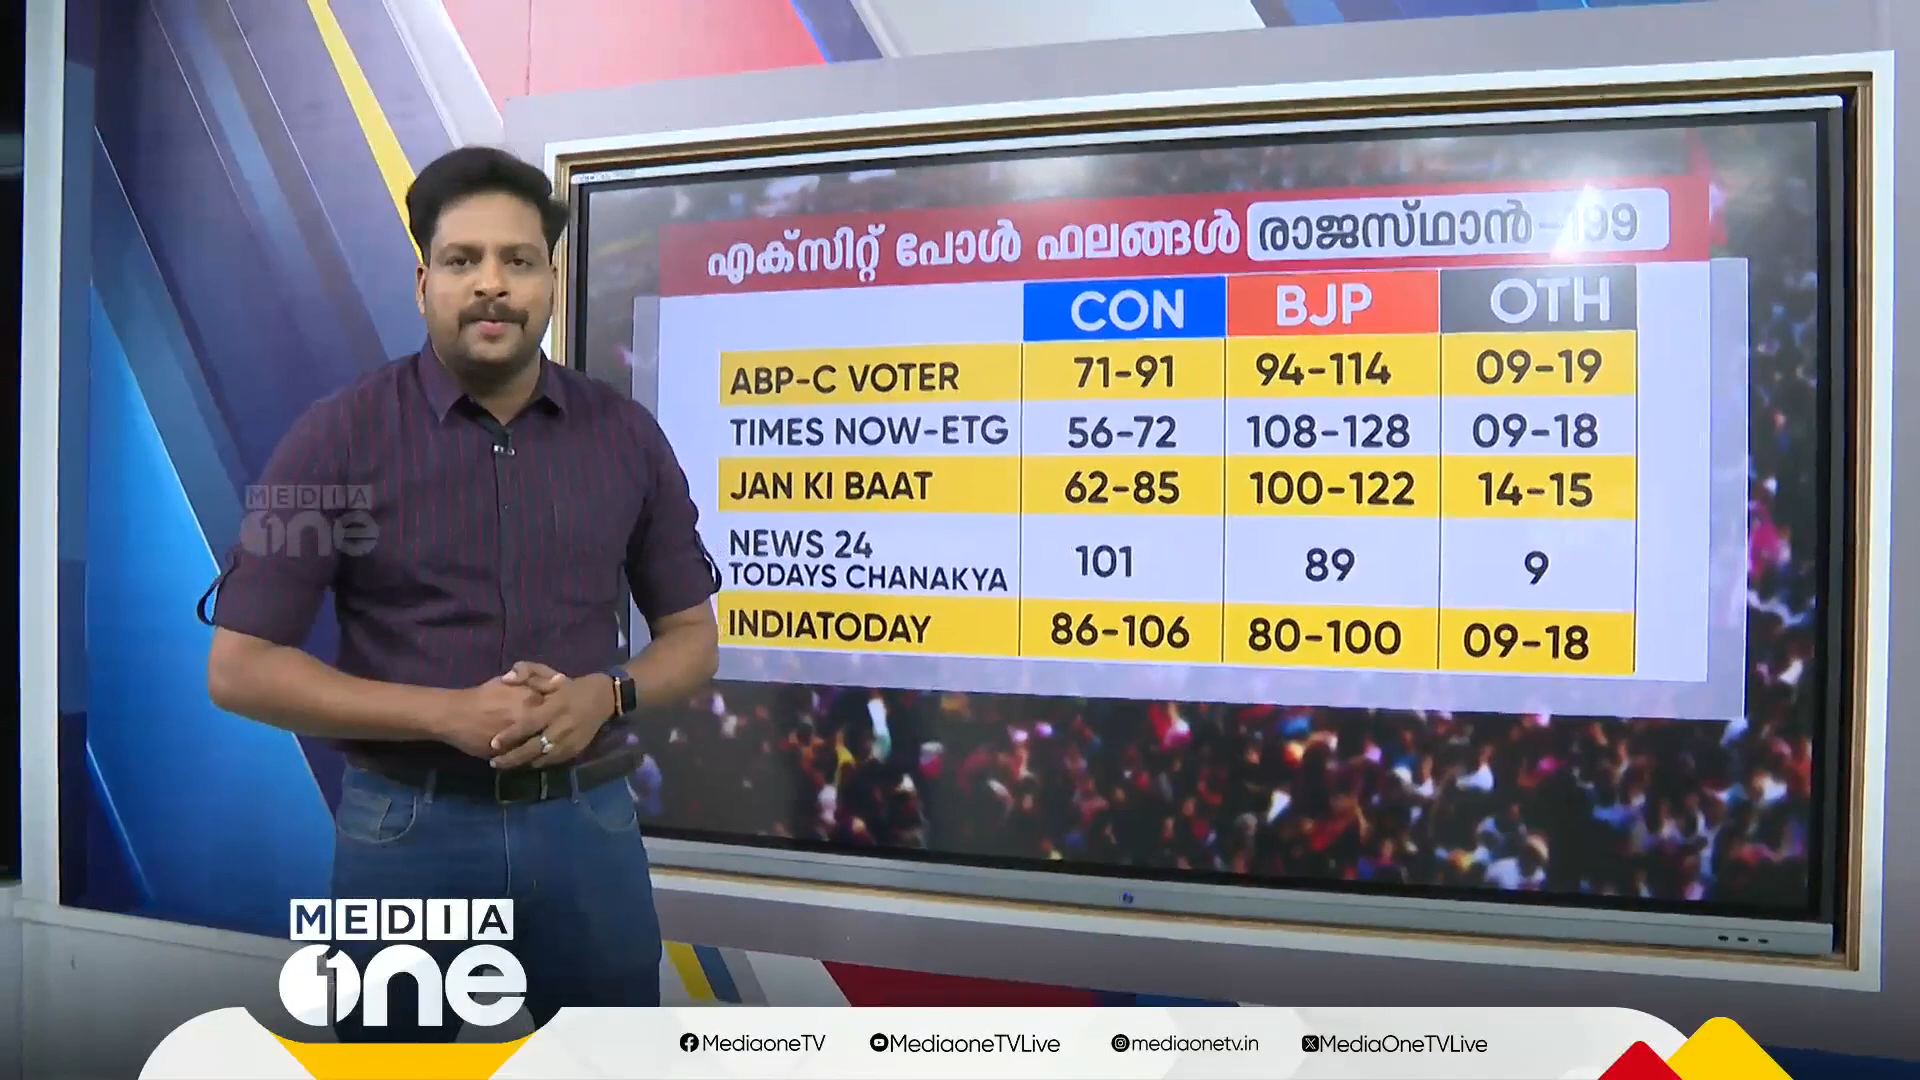 എക്സിറ്റ് പോൾ ഫലങ്ങൾ രാജസ്ഥാൻ-199
CON BJP OTH
ABP-C VOTER 71-91 94-114 09-19
TIMES NOW-ETG 56-72 108-128 09-18
JAN KI BAAT 62-85 100-122 14-15
NEWS 24
TODAYS CHANAKYA 101 89 9
INDIATODAY 86-106 80-100 09-18
MEDIA
one
MEDIA
one
MediaoneTV MediaoneTVLive mediaonetv.in MediaOneTVLive